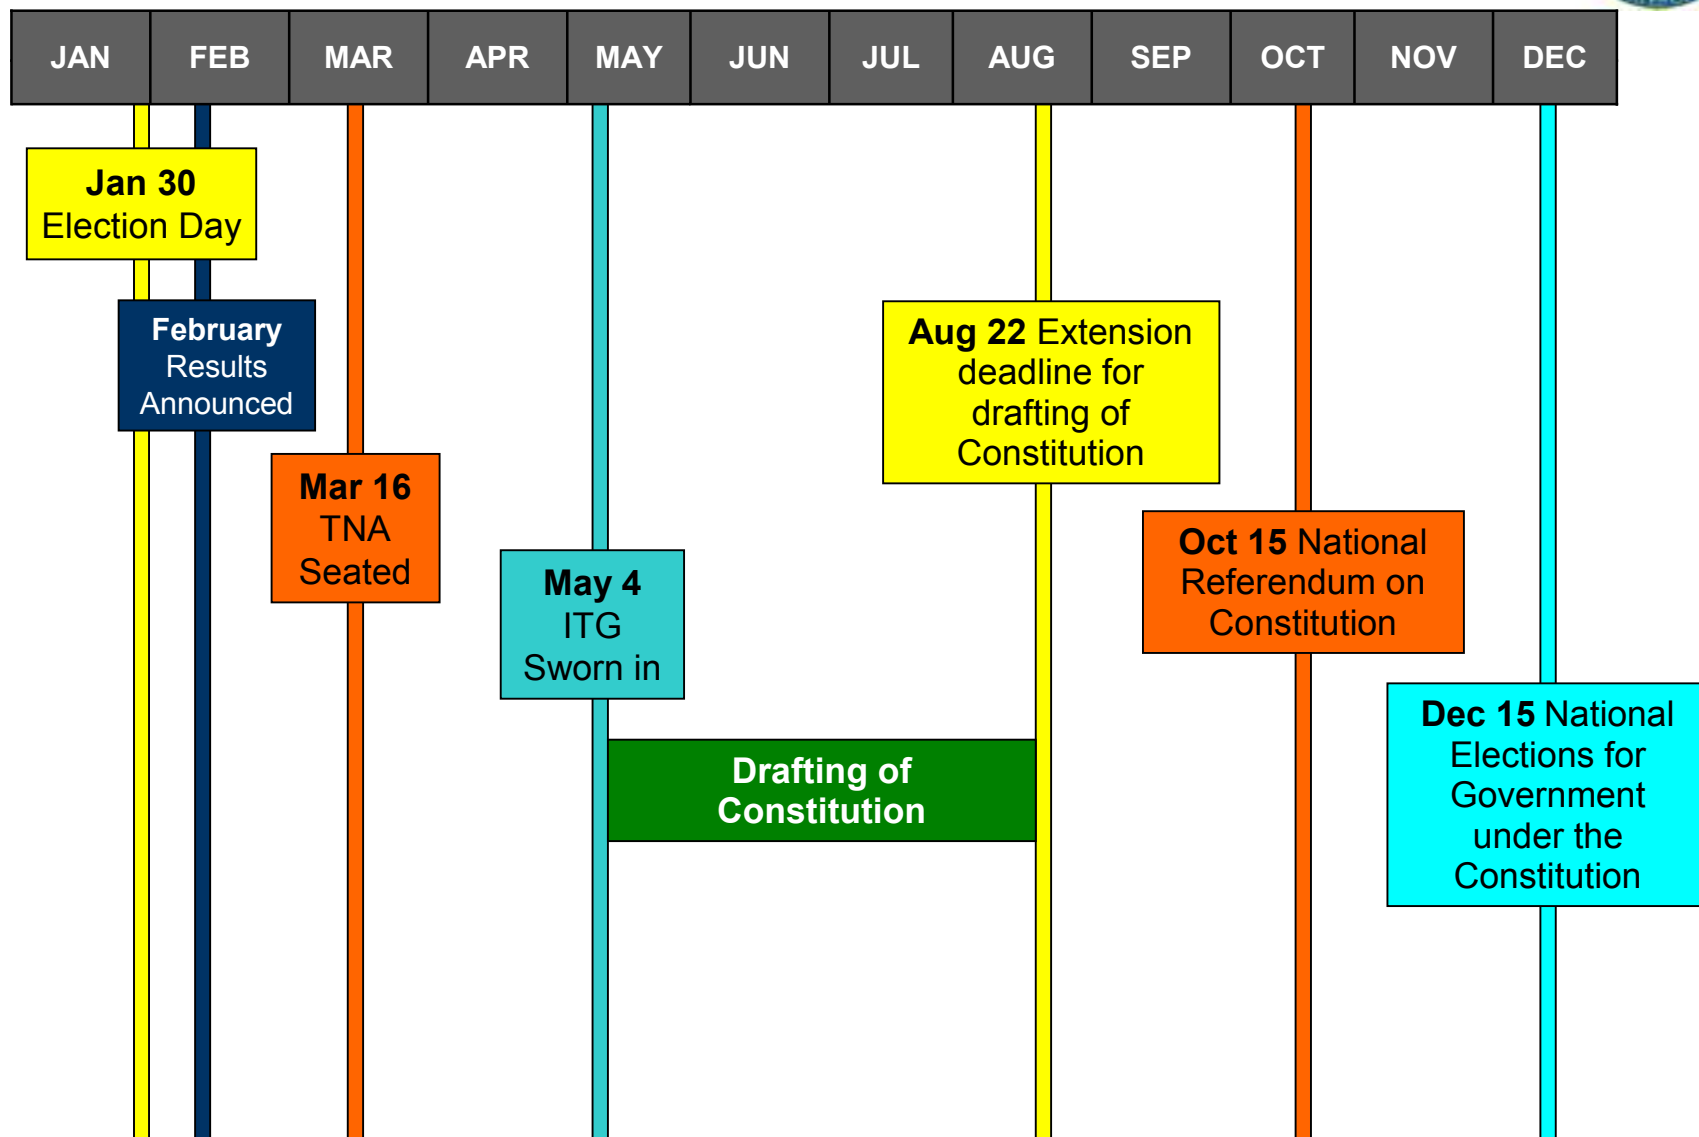 JAN FEB MAR APR MAY JUN JUL AUG SEP OCT NOV DEC
Jan 30
Election Day
February
Results
Announced
Mar 16
TNA
Seated
May 4
ITG
Sworn in
Drafting of
Constitution
Aug 22 Extension
deadline for
drafting of
Constitution
Oct 15 National
Referendum on
Constitution
Dec 15 National
Elections for
Government
under the
Constitution